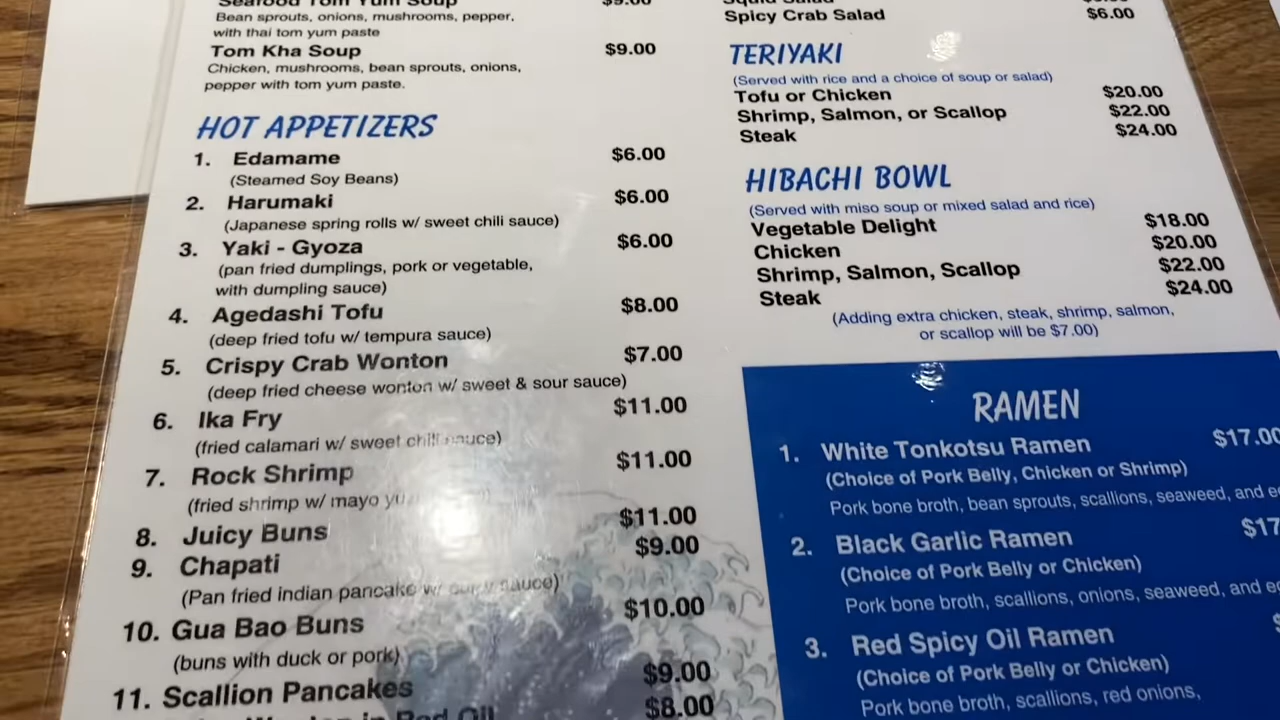 Seafood Tom Yum Soup $9.00
Bean sprouts, onions, mushrooms, pepper,
with thai tom yum paste
Tom Kha Soup $9.00
Chicken, mushrooms, bean sprouts, onions,
pepper with tom yum paste.
HOT APPETIZERS
1. Edamame $6.00
(Steamed Soy Beans)
2. Harumaki $6.00
(Japanese spring rolls w/ sweet chili sauce)
3. Yaki - Gyoza $6.00
(pan fried dumplings, pork or vegetable,
with dumpling sauce)
4. Agedashi Tofu $8.00
(deep fried tofu w/ tempura sauce)
5. Crispy Crab Wonton $7.00
(deep fried cheese wonton w/ sweet & sour sauce)
6. Ika Fry $11.00
(fried calamari w/ sweet chili sauce)
7. Rock Shrimp $11.00
(fried shrimp w/ mayo
8. Juicy Buns $11.00
9. Chapati $9.00
(Pan fried indian pancake w/ curry sauce)
10. Gua Bao Buns $10.00
(buns with duck or pork)
11. Scallion Pancakes $9.00
in Red Oil $8.00
Spicy Crab Salad $6.00
TERIYAKI
(Served with rice and a choice of soup or salad)
Tofu or Chicken $20.00
Shrimp, Salmon, or Scallop $22.00
Steak $24.00
HIBACHI BOWL
(Served with miso soup or mixed salad and rice)
Vegetable Delight $18.00
Chicken $20.00
Shrimp, Salmon, Scallop $22.00
Steak $24.00
(Adding extra chicken, steak, shrimp, salmon,
or scallop will be $7.00)
RAMEN
1. White Tonkotsu Ramen $17.00
(Choice of Pork Belly, Chicken or Shrimp)
Pork bone broth, bean sprouts, scallions, seaweed, and
2. Black Garlic Ramen $17
(Choice of Pork Belly or Chicken)
Pork bone broth, scallions, onions, seaweed, and
3. Red Spicy Oil Ramen
(Choice of Pork Belly or Chicken)
Pork bone broth, scallions, red onions,